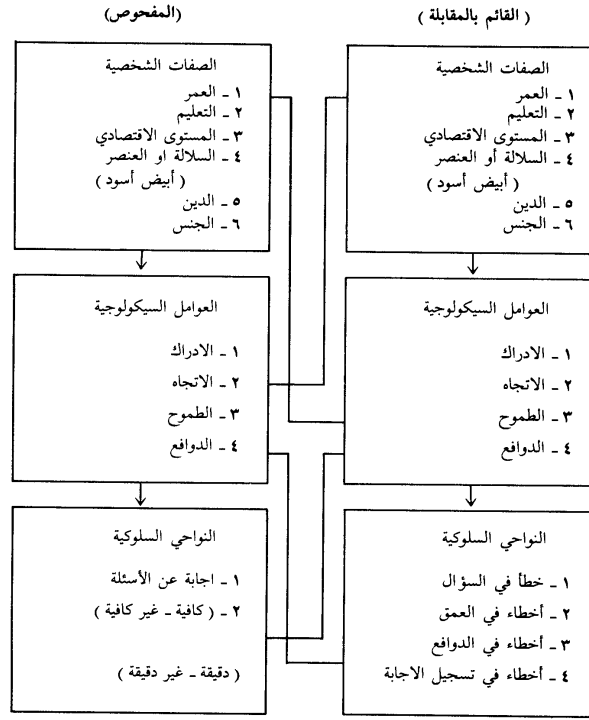 ( القائم بالمقابلة )
الصفات الشخصية
١ ـ العمر
٢ ـ التعليم
٣ ـ المستوى الاقتصادي
٤ ـ السلالة أو العنصر
( أبيض أسود )
٥ ـ الدين
٦ ـ الجنس
العوامل السيكولوجية
١ ـ الادراك
٢ ـ الاتجاه
٣ ـ الطموح
٤ ـ الدوافع
النواحي السلوكية
١ ـ خطأ في السؤال
٢ ـ أخطاء في العمق
٣ ـ أخطاء في الدوافع
٤ ـ أخطاء في تسجيل الاجابة
(المفحوص)
الصفات الشخصية
١ ـ العمر
٢ ـ التعليم
٣ ـ المستوى الاقتصادي
٤ ـ السلالة او العنصر
( أبيض أسود )
٥ ـ الدين
٦ ـ الجنس
العوامل السيكولوجية
١ ـ الادراك
٢ ـ الاتجاه
٣ ـ الطموح
٤ ـ الدوافع
النواحي السلوكية
١ ـ اجابة عن الأسئلة
٢ ـ ( كافية ـ غير كافية )
( دقيقة ـ غير دقيقة )